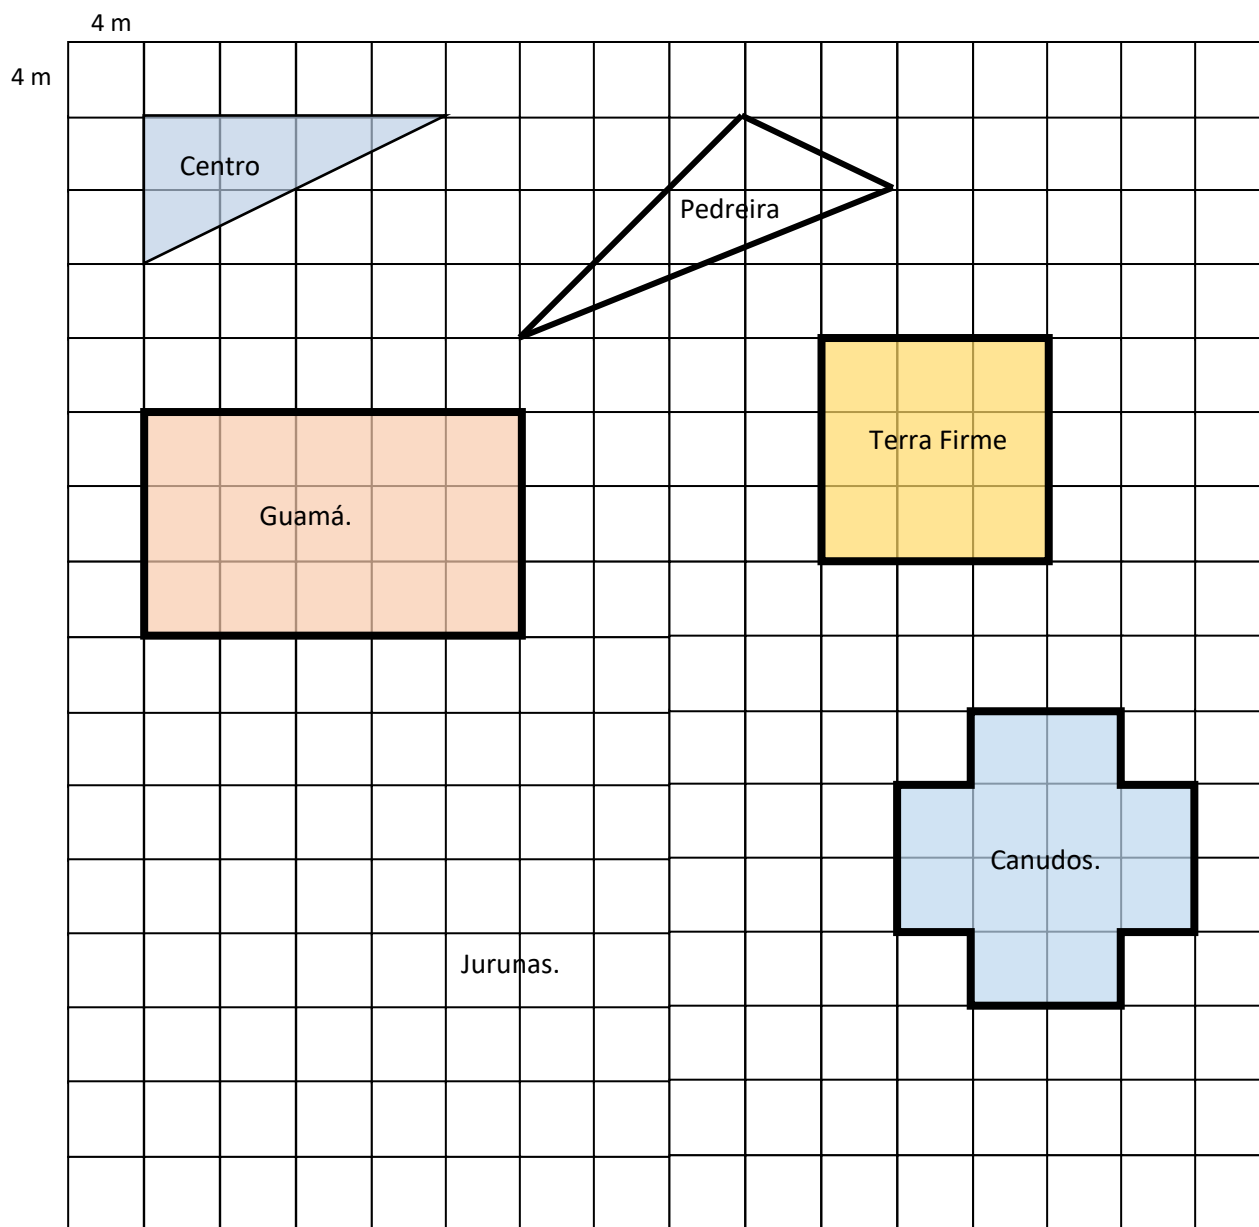 4 m
4 m
Centro
Pedreira
Terra Firme
Guamá.
Canudos.
Jurunas.